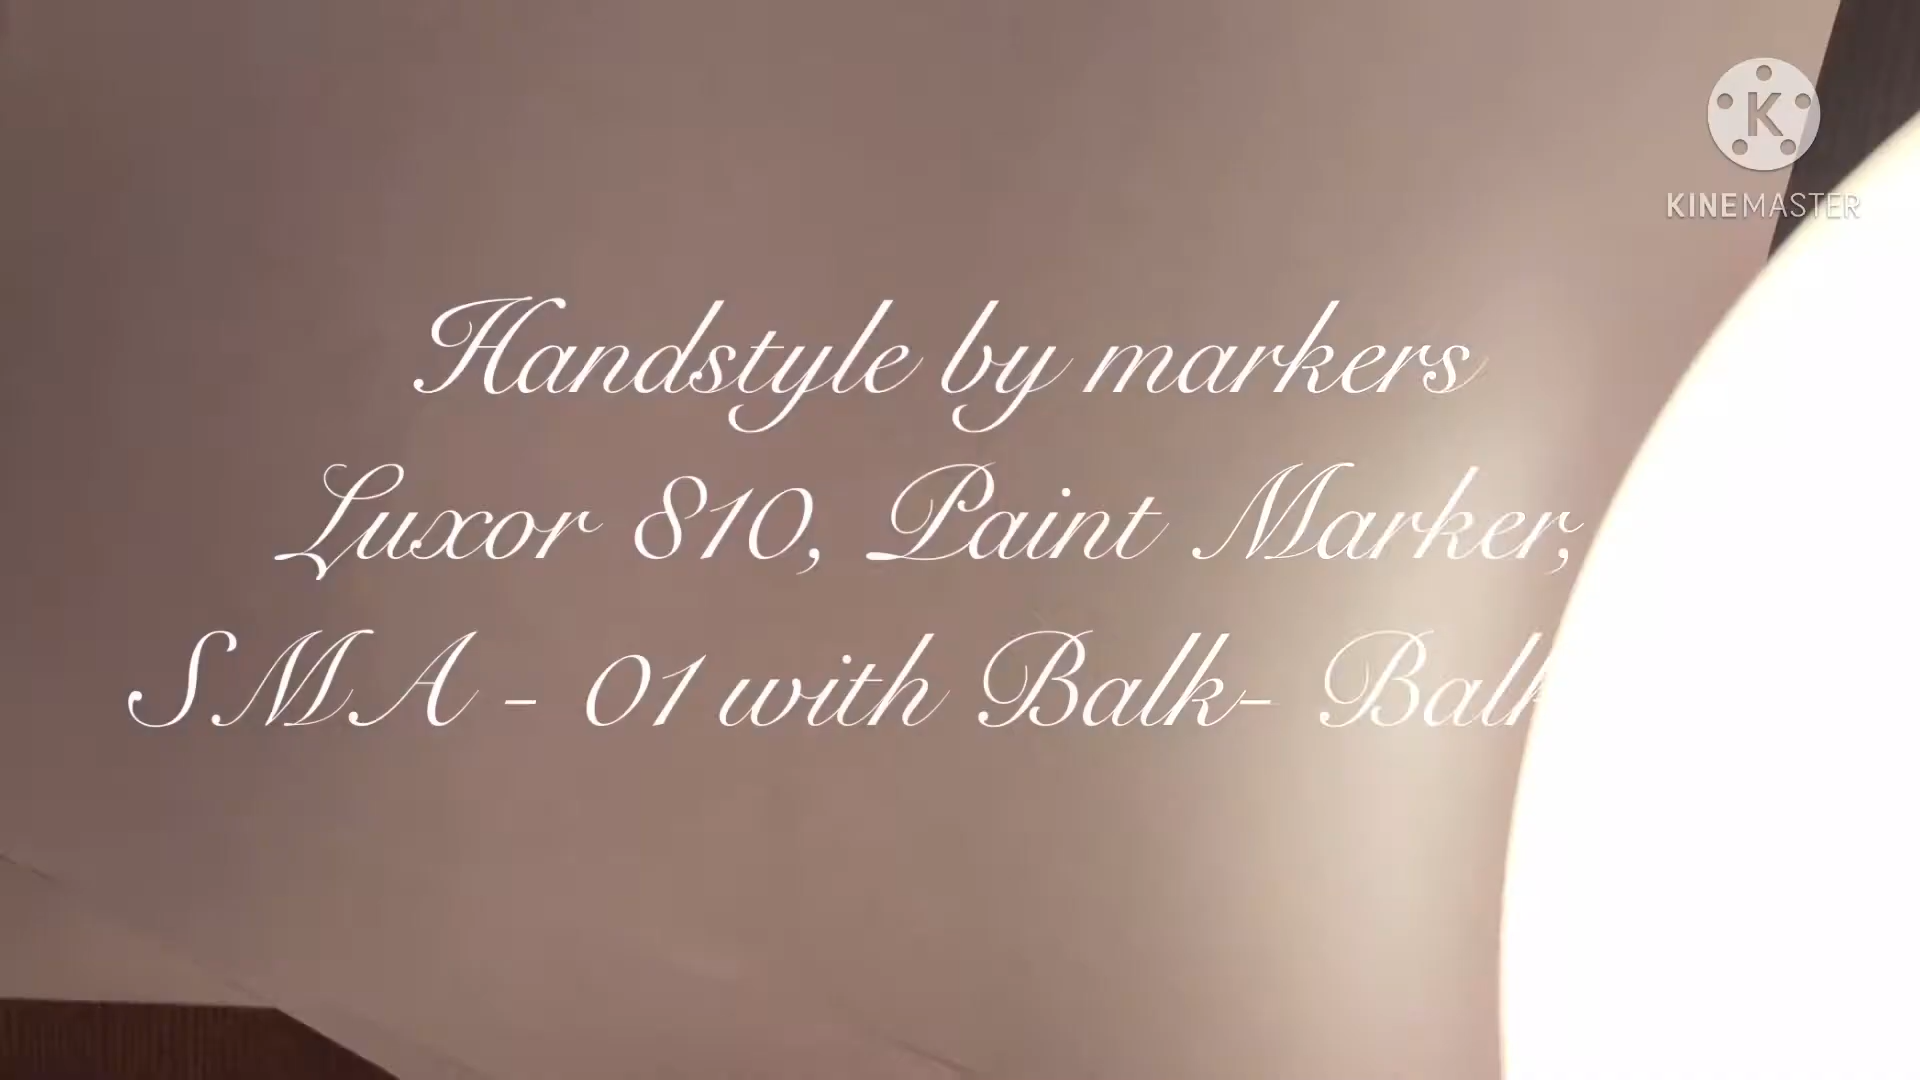 K
KINEMASTER
Handstyle by markers
Luxor 810, Paint Marker,
SMA - 01 with Balk- Balk